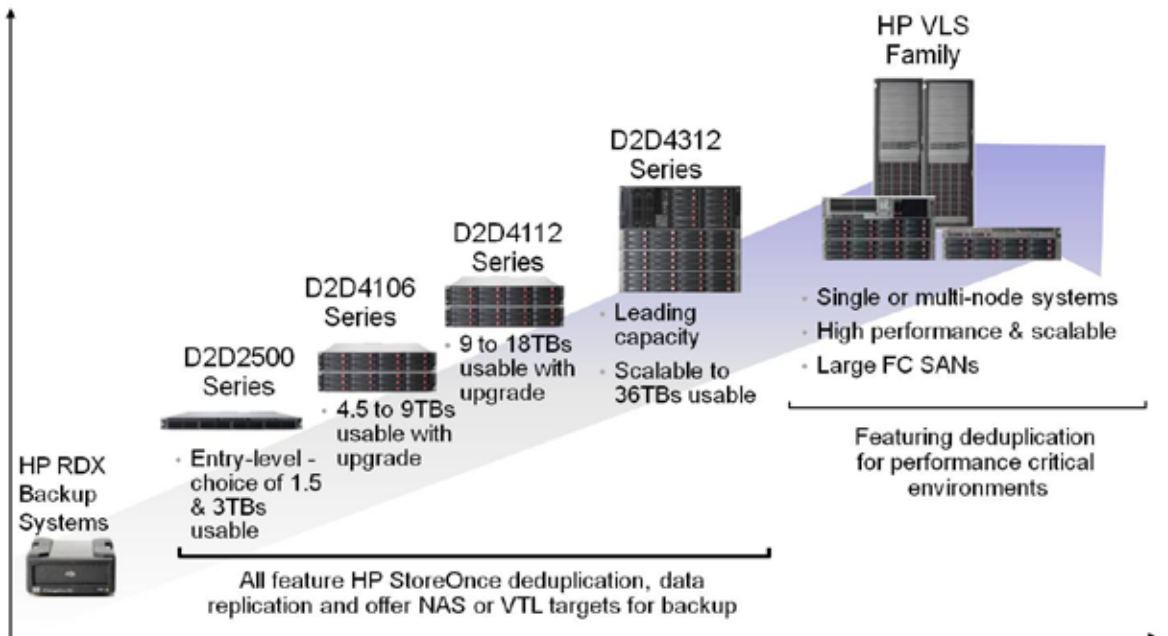 HP RDX
Backup
Systems
D2D2500
Series
• Entry-level -
choice of 1.5
& 3TBs
usable
D2D4106
Series
• 4.5 to 9TBs
usable with
upgrade
D2D4112
Series
• 9 to 18TBs
usable with
upgrade
D2D4312
Series
• Leading
capacity
• Scalable to
36TBs usable
All feature HP StoreOnce deduplication, data
replication and offer NAS or VTL targets for backup
HP VLS
Family
• Single or multi-node systems
• High performance & scalable
• Large FC SANs
Featuring deduplication
for performance critical
environments